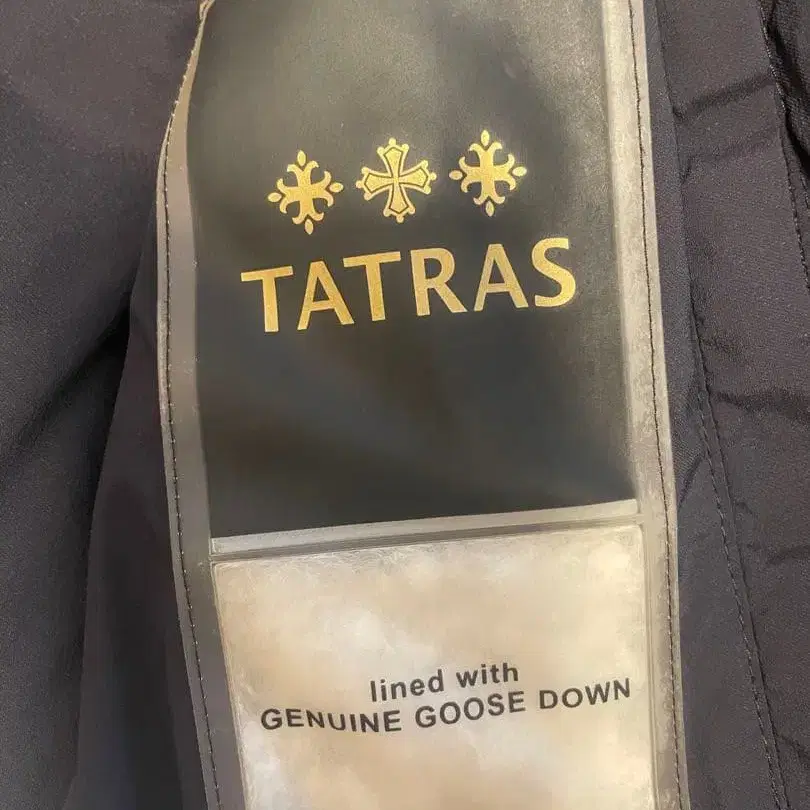 TATRAS
lined with
GENUINE GOOSE DOWN